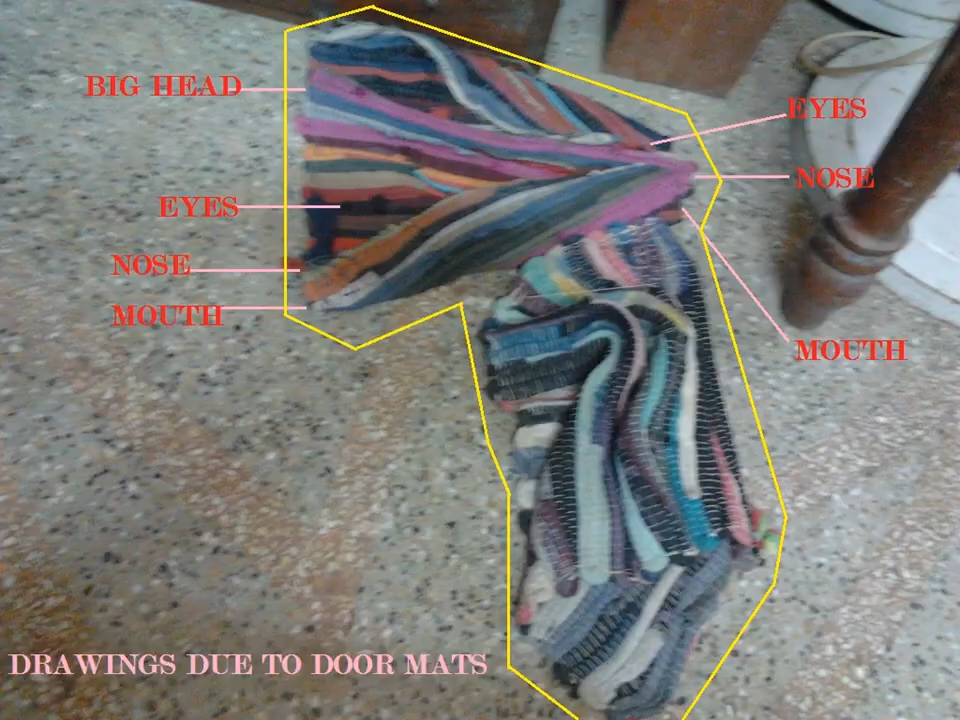 BIG HEAD
EYES
NOSE
EYES
NOSE
MOUTH
MOUTH
DRAWINGS DUE TO DOOR MATS